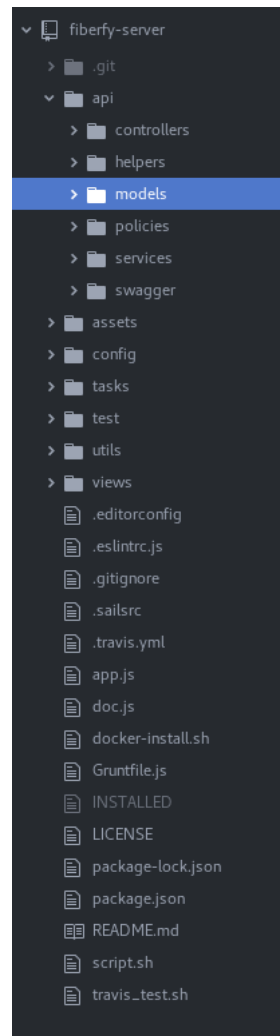 fiberfy-server
.git
api
controllers
helpers
models
policies
services
swagger
assets
config
tasks
test
utils
views
.editorconfig
.eslintrc.js
.gitignore
.sailsrc
.travis.yml
app.js
doc.js
docker-install.sh
Gruntfile.js
INSTALLED
LICENSE
package-lock.json
package.json
README.md
script.sh
travis_test.sh